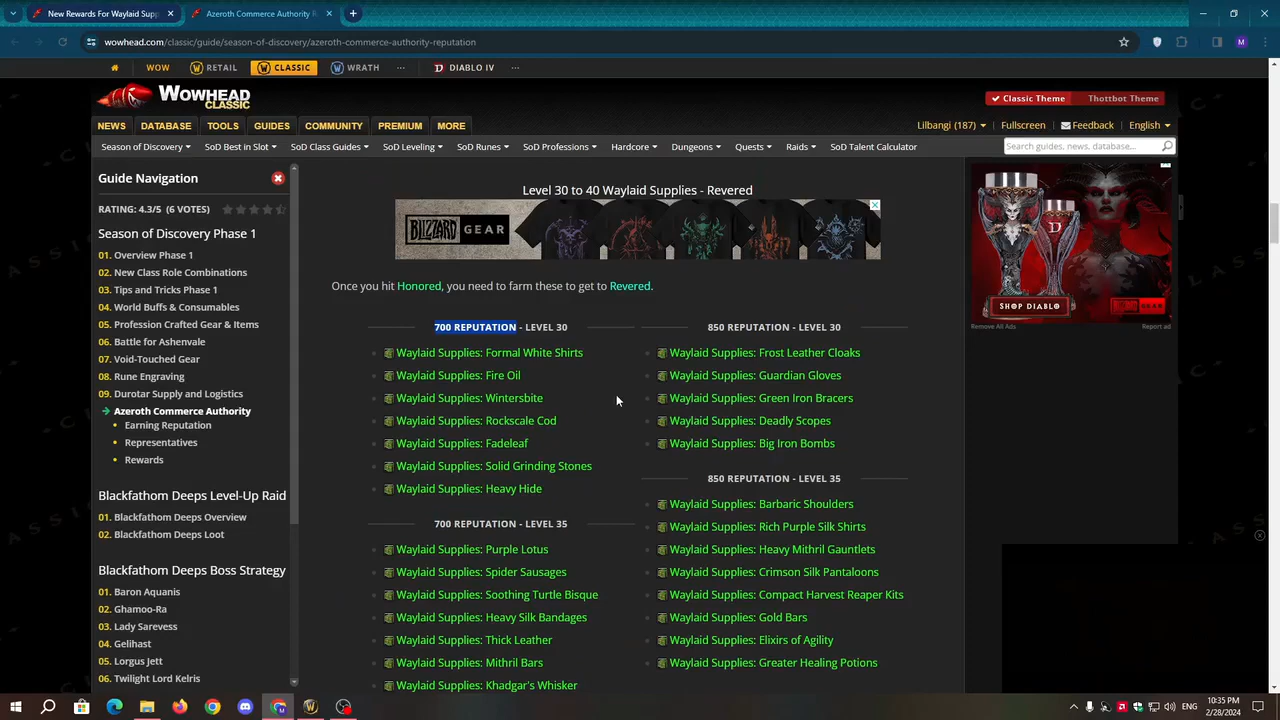 New Rewards For Waylaid Supp
Azeroth Commerce Authority R
wowhead.com/classic/guide/season-of-discovery/azeroth-commerce-authority-reputation
M
WOW
RETAIL
CLASSIC
WRATH
DIABLO IV
WOWHEAD
CLASSIC
Classic Theme
Thottbot Theme
NEWS
DATABASE
TOOLS
GUIDES
COMMUNITY
PREMIUM
MORE
Lilbangi (187)
Fullscreen
Feedback
English
Season of Discovery
SoD Best in Slot
SoD Class Guides
SoD Leveling
SoD Runes
SoD Professions
Hardcore
Dungeons
Quests
Raids
SoD Talent Calculator
Search guides, news, database...
Guide Navigation
RATING: 4.3/5 (6 VOTES)
Season of Discovery Phase 1
01. Overview Phase 1
02. New Class Role Combinations
03. Tips and Tricks Phase 1
04. World Buffs & Consumables
05. Profession Crafted Gear & Items
06. Battle for Ashenvale
07. Void-Touched Gear
08. Rune Engraving
09. Durotar Supply and Logistics
Azeroth Commerce Authority
Earning Reputation
Representatives
Rewards
Blackfathom Deeps Level-Up Raid
01. Blackfathom Deeps Overview
02. Blackfathom Deeps Loot
Blackfathom Deeps Boss Strategy
01. Baron Aquanis
02. Ghamoo-Ra
03. Lady Sarevess
04. Gelihast
05. Lorgus Jett
06. Twilight Lord Kelris
Level 30 to 40 Waylaid Supplies - Revered
BLIZZARD GEAR
Once you hit Honored, you need to farm these to get to Revered.
700 REPUTATION - LEVEL 30
Waylaid Supplies: Formal White Shirts
Waylaid Supplies: Fire Oil
Waylaid Supplies: Wintersbite
Waylaid Supplies: Rockscale Cod
Waylaid Supplies: Fadeleaf
Waylaid Supplies: Solid Grinding Stones
Waylaid Supplies: Heavy Hide
700 REPUTATION - LEVEL 35
Waylaid Supplies: Purple Lotus
Waylaid Supplies: Spider Sausages
Waylaid Supplies: Soothing Turtle Bisque
Waylaid Supplies: Heavy Silk Bandages
Waylaid Supplies: Thick Leather
Waylaid Supplies: Mithril Bars
Waylaid Supplies: Khadgar's Whisker
850 REPUTATION - LEVEL 30
Waylaid Supplies: Frost Leather Cloaks
Waylaid Supplies: Guardian Gloves
Waylaid Supplies: Green Iron Bracers
Waylaid Supplies: Deadly Scopes
Waylaid Supplies: Big Iron Bombs
850 REPUTATION - LEVEL 35
Waylaid Supplies: Barbaric Shoulders
Waylaid Supplies: Rich Purple Silk Shirts
Waylaid Supplies: Heavy Mithril Gauntlets
Waylaid Supplies: Crimson Silk Pantaloons
Waylaid Supplies: Compact Harvest Reaper Kits
Waylaid Supplies: Gold Bars
Waylaid Supplies: Elixirs of Agility
Waylaid Supplies: Greater Healing Potions
SHOP DIABLO
BLIZZARD GEAR
Remove All Ads
Report ad
ENG
10:35 PM
2/28/2024